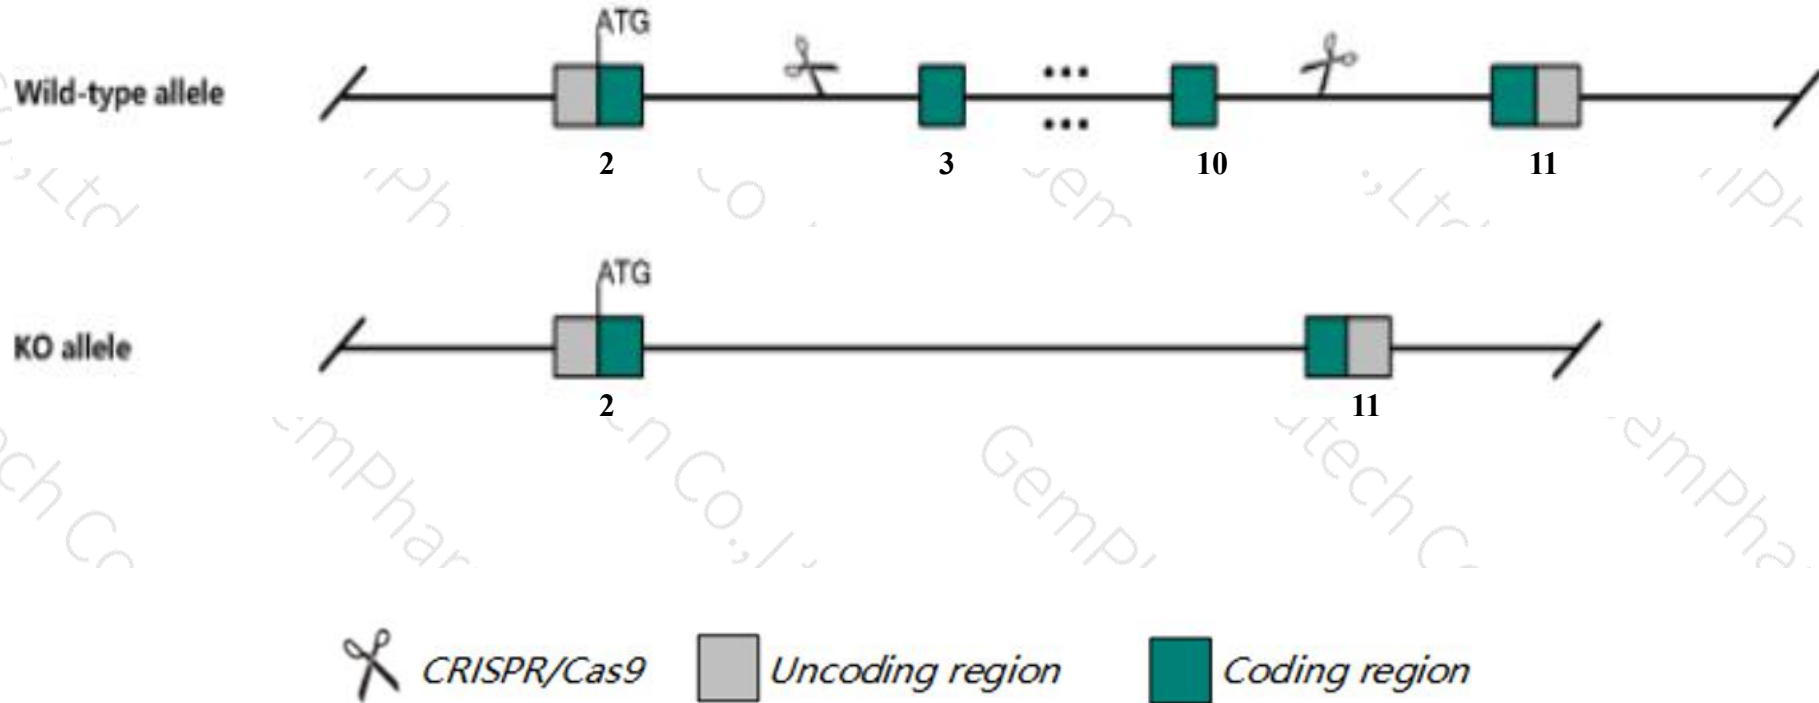 ATG
Wild-type allele
... 
...
2 3 10 11
ATG
KO allele
2 11
CRISPR/Cas9 Uncoding region Coding region
GemPh